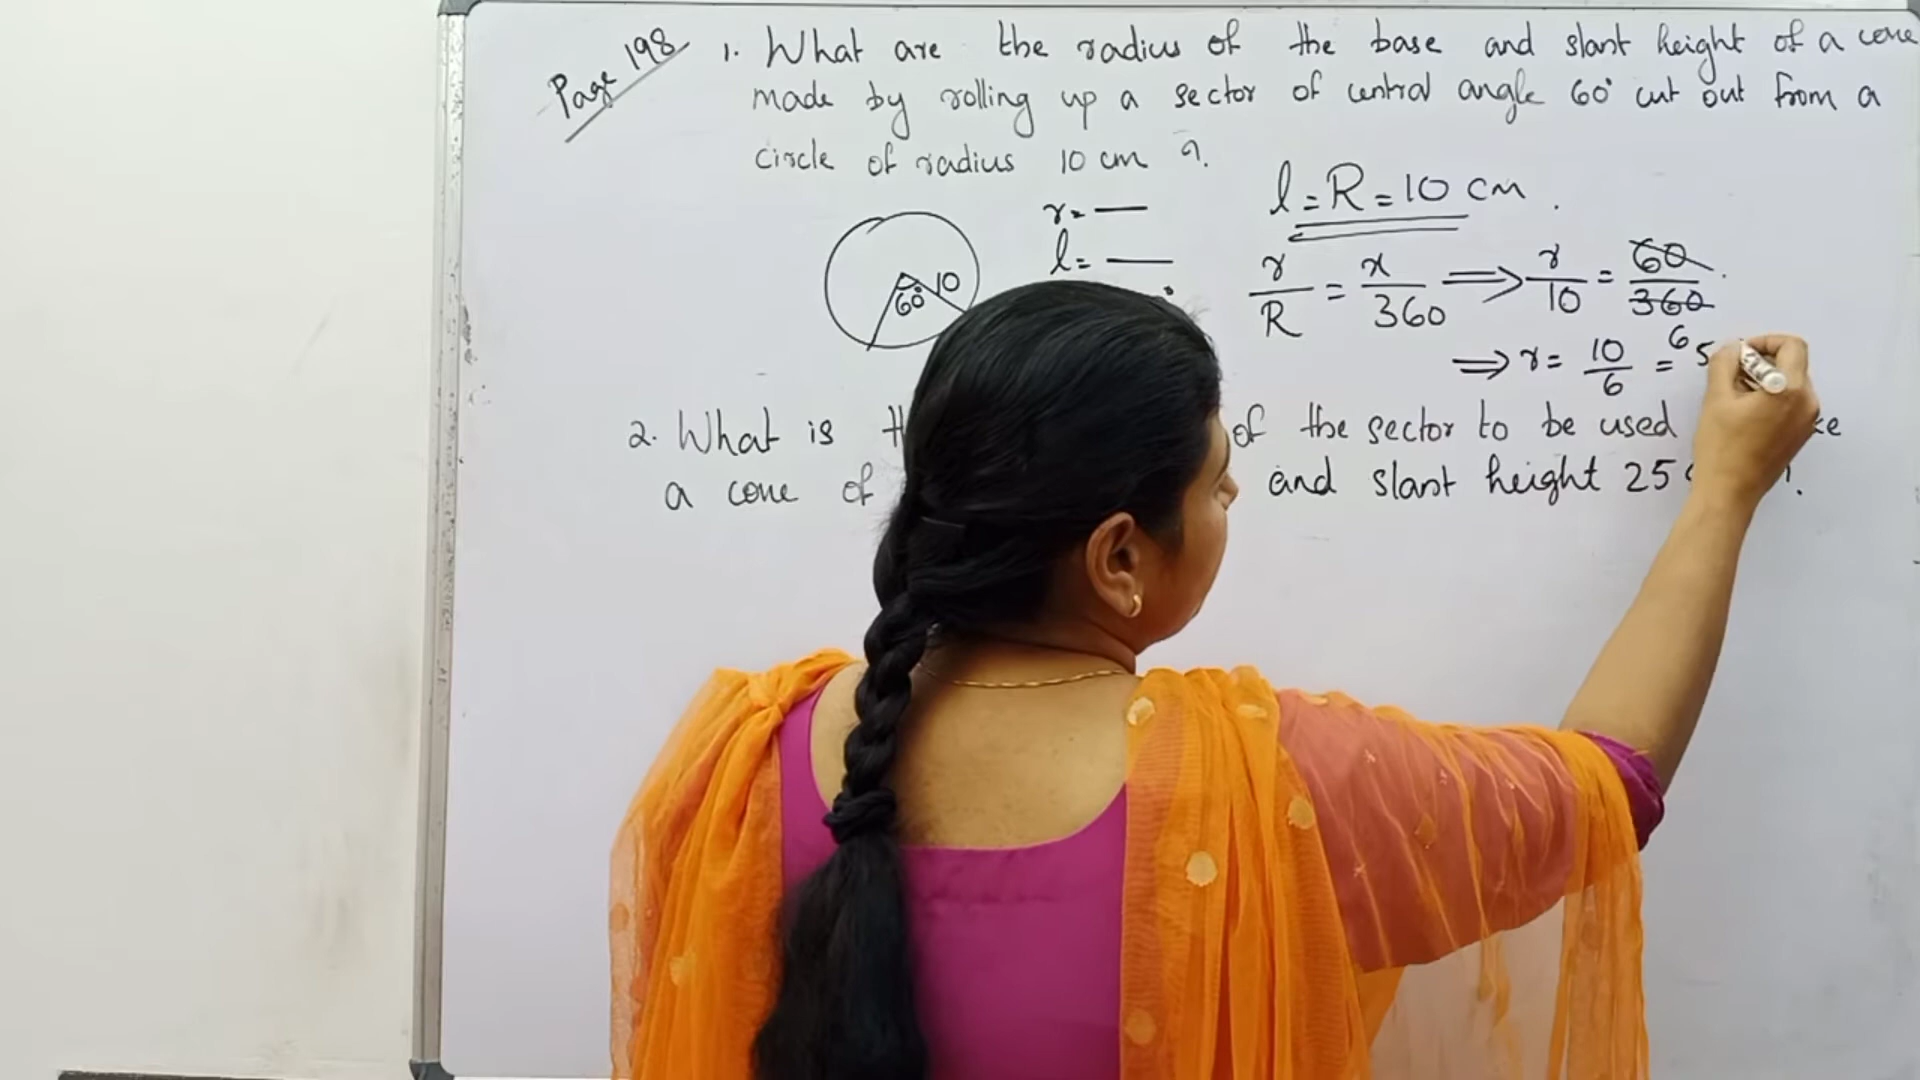 Page 198
1. What are the radius of the base and slant height of a cone
made by rolling up a sector of central angle 60° cut out from a
circle of radius 10 cm ?.
l = R = 10 cm .
r = —
l = —
60° 10
r/R = x/360 ⟹ r/10 = 60/360
6
⟹ r = 10/6 = 5
2. What is of the sector to be used
a cone of and slant height 25